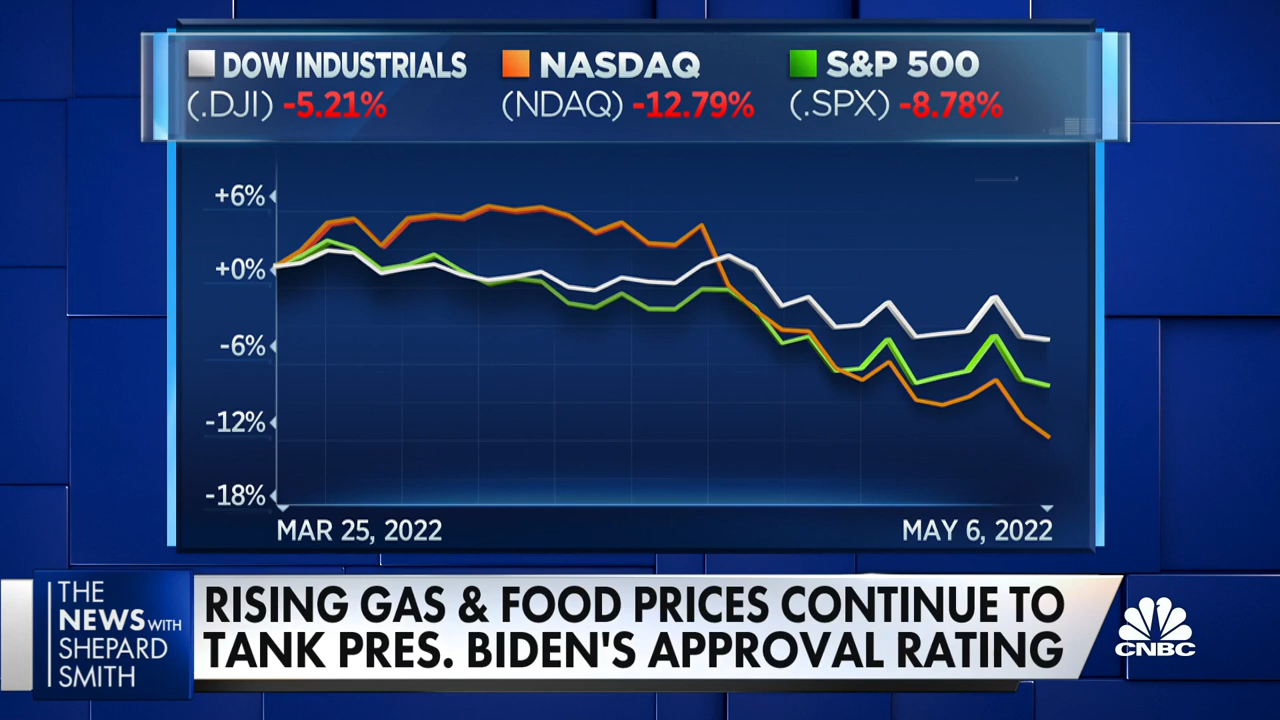 DOW INDUSTRIALS
(.DJI) -5.21%
NASDAQ
(NDAQ) -12.79%
S&P 500
(.SPX) -8.78%
+6%
+0%
-6%
-12%
-18%
MAR 25, 2022
MAY 6, 2022
THE
NEWS WITH
SHEPARD
SMITH
RISING GAS & FOOD PRICES CONTINUE TO
TANK PRES. BIDEN'S APPROVAL RATING
CNBC